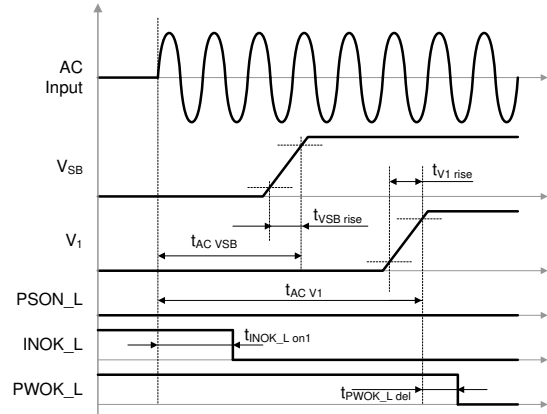 AC
Input
VSB
tV1 rise
V1
tVSB rise
tAC VSB
tAC V1
PSON_L
INOK_L
tINOK_L on1
PWOK_L
tPWOK_L del